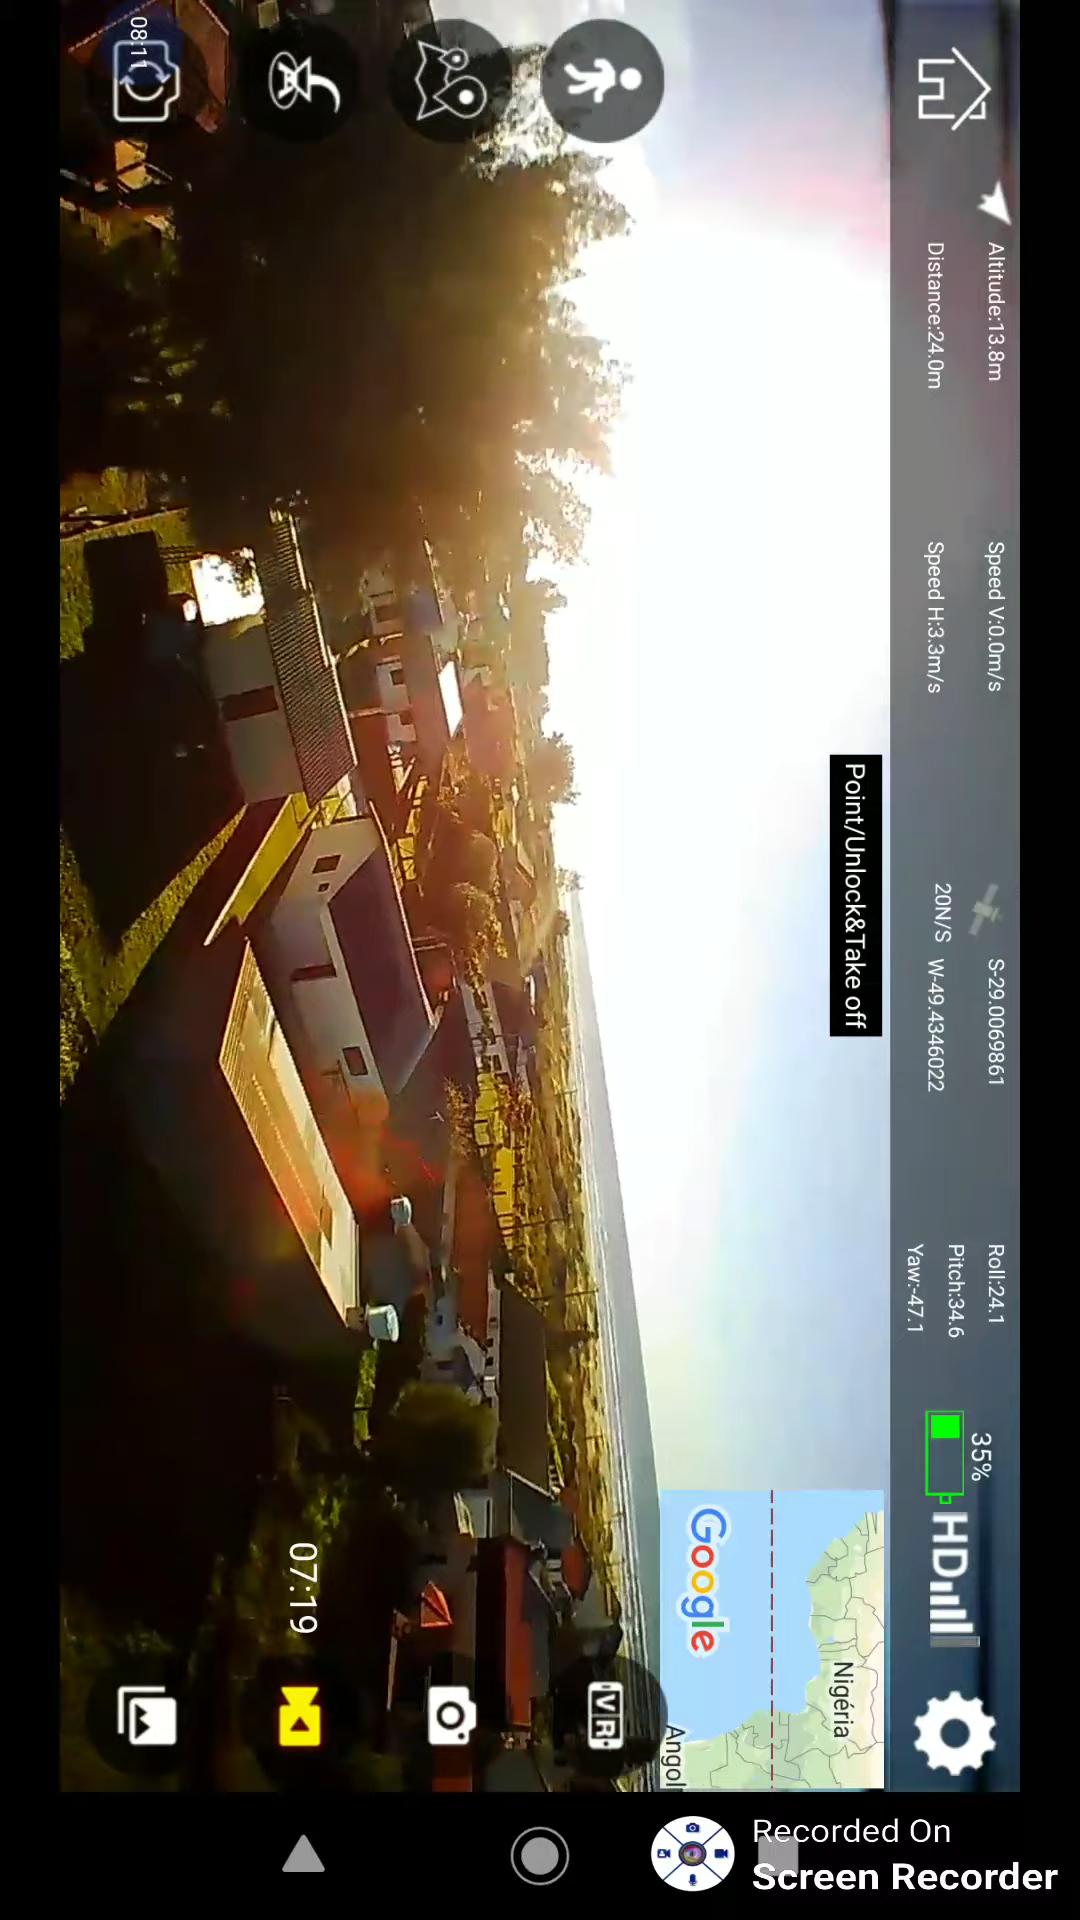 Altitude:13.8m
Distance:24.0m
Speed V:0.0m/s
Speed H:3.3m/s
20N/S
S-29.0069861
W-49.4346022
Roll:24.1
Pitch:34.6
Yaw:-47.1
35%
HD
Point/Unlock&Take off
08:11
Google
Nigéria
Angol
VR
07:19
Recorded On
Screen Recorder